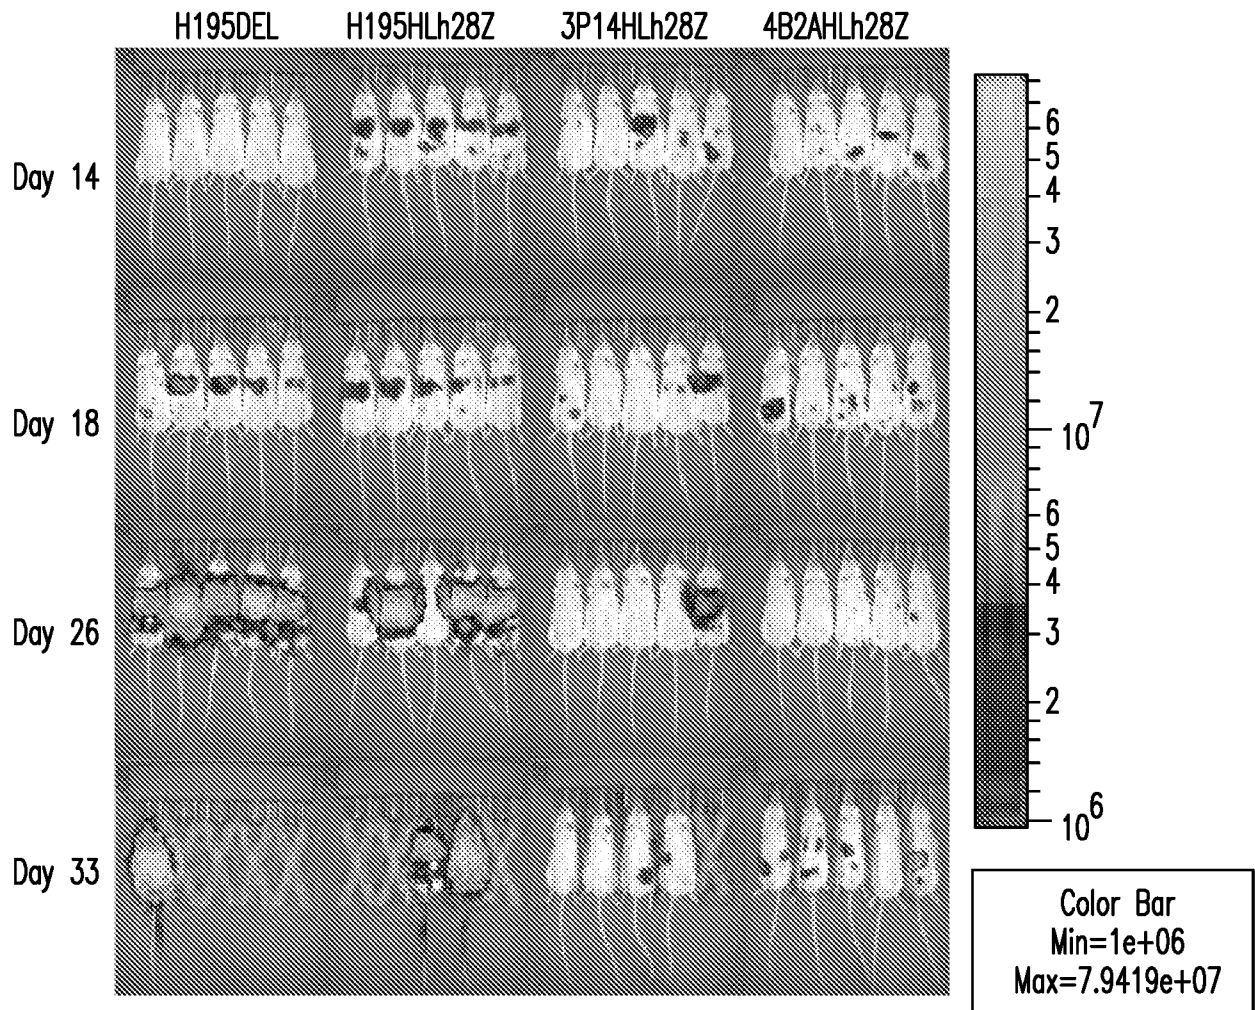 H195DEL H195HLh28Z 3P14HLh28Z 4B2AHLh28Z
Day 14
Day 18
Day 26
Day 33
6
5
4
3
2
10^7
6
5
4
3
2
10^6
Color Bar
Min=1e+06
Max=7.9419e+07